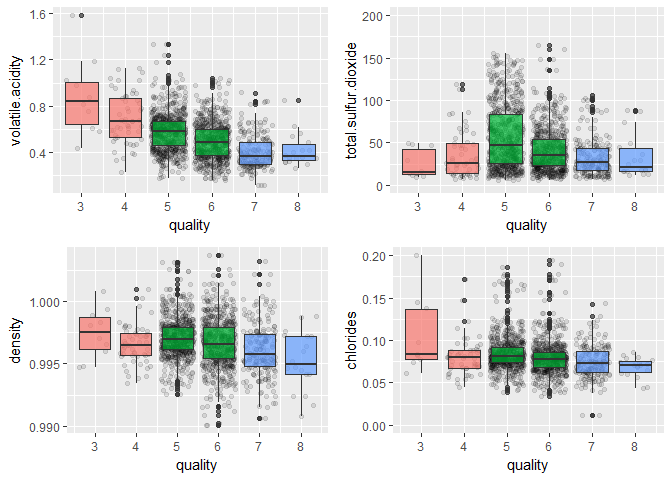 volatile.acidity
1.6
1.2
0.8
0.4
3 4 5 6 7 8
quality
total.sulfur.dioxide
200
150
100
50
0
3 4 5 6 7 8
quality
density
1.000
0.995
0.990
3 4 5 6 7 8
quality
chlorides
0.20
0.15
0.10
0.05
0.00
3 4 5 6 7 8
quality